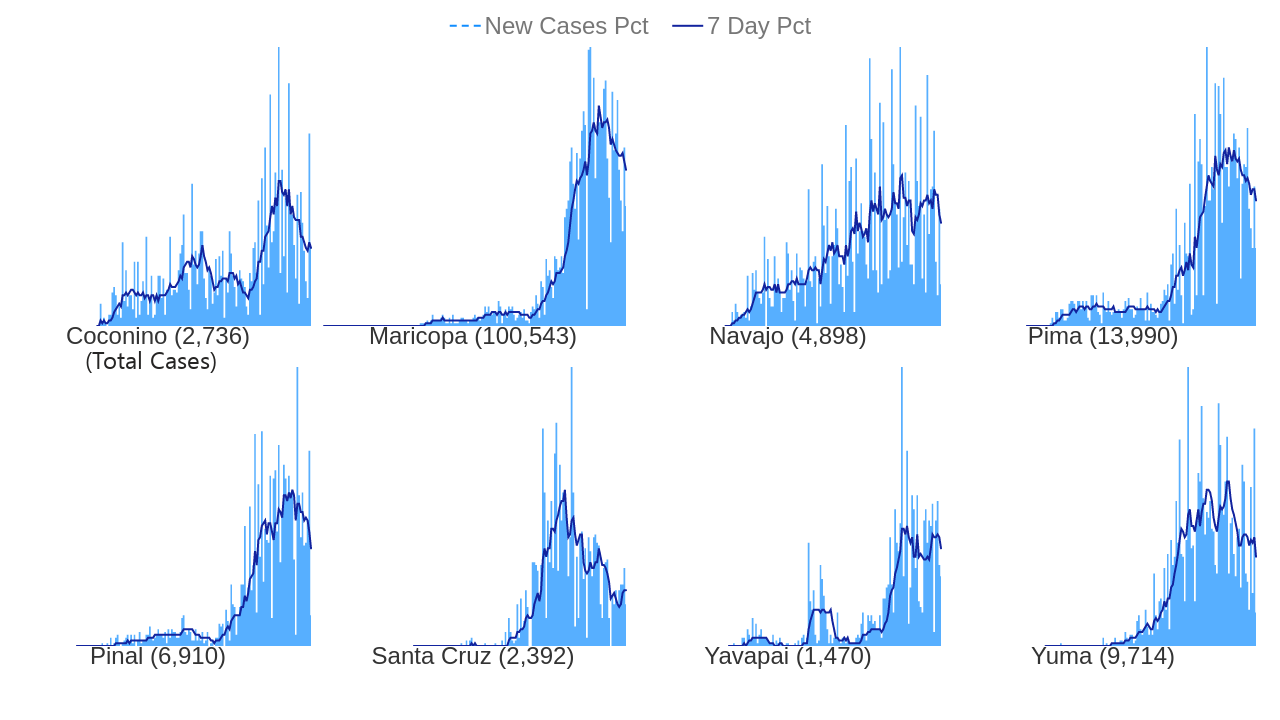 New Cases Pct 7 Day Pct
Coconino (2,736) Maricopa (100,543) Navajo (4,898) Pima (13,990)
(Total Cases)
Pinal (6,910) Santa Cruz (2,392) Yavapai (1,470) Yuma (9,714)